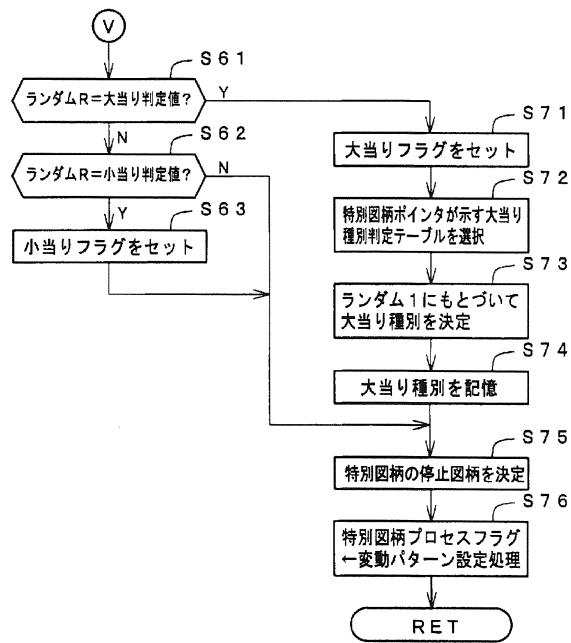 V
S61
ランダムR=大当り判定値?
Y
N
S62
ランダムR=小当り判定値?
N
Y
S63
小当りフラグをセット
S71
大当りフラグをセット
S72
特別図柄ポインタが示す大当り
種別判定テーブルを選択
S73
ランダム1にもとづいて
大当り種別を決定
S74
大当り種別を記憶
S75
特別図柄の停止図柄を決定
S76
特別図柄プロセスフラグ
←変動パターン設定処理
RET